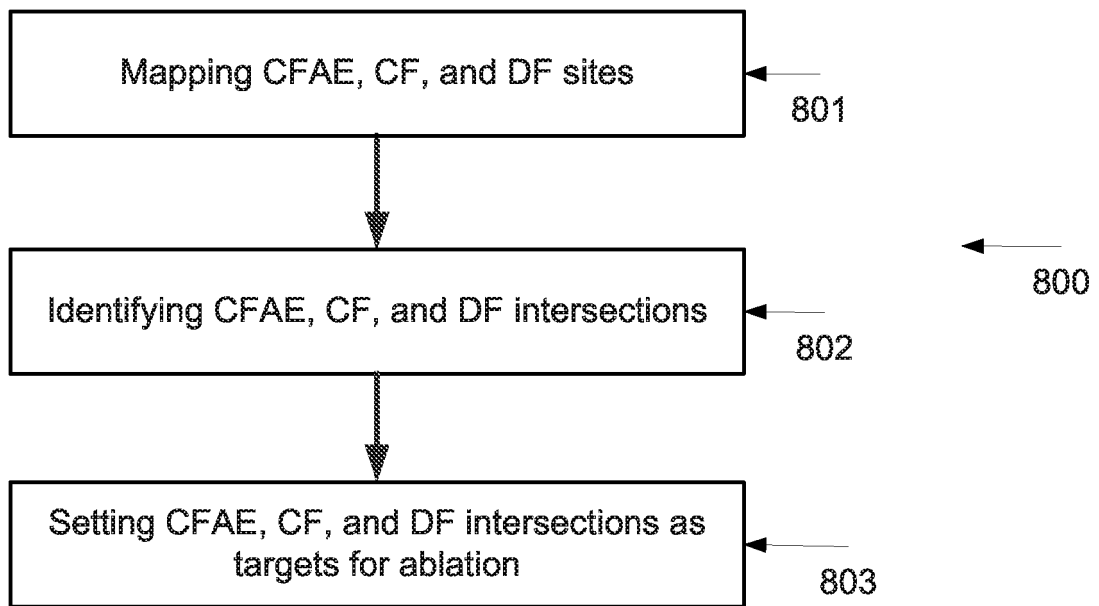 Mapping CFAE, CF, and DF sites
801
800
Identifying CFAE, CF, and DF intersections
802
Setting CFAE, CF, and DF intersections as
targets for ablation
803